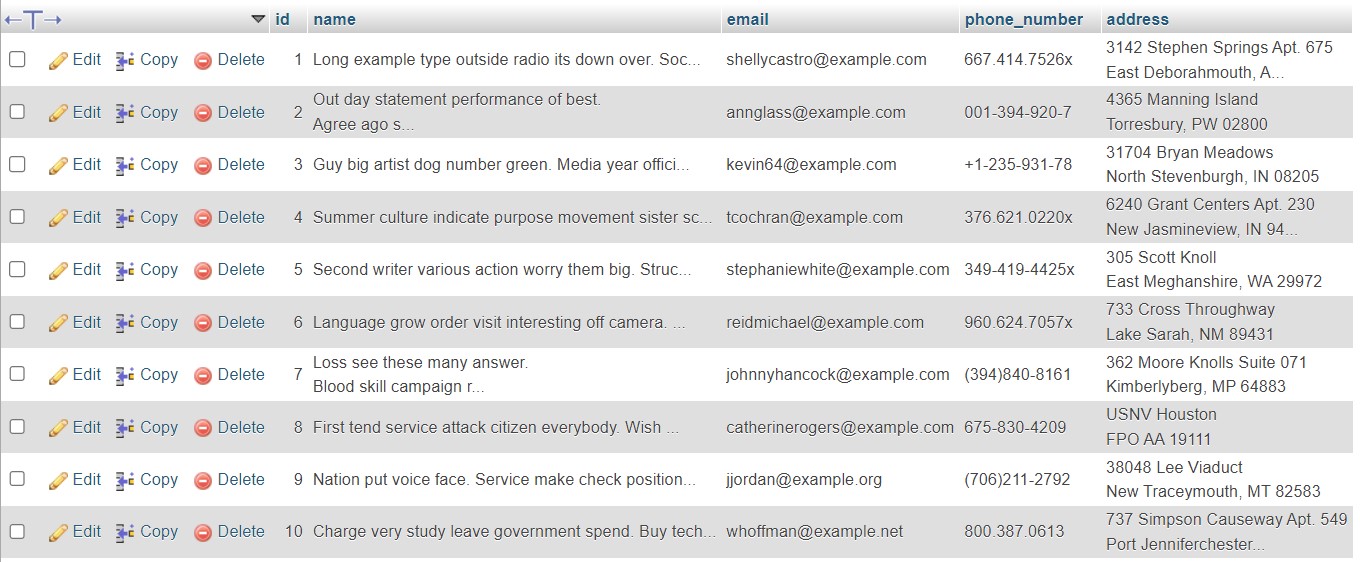 id name email phone_number address
Edit Copy Delete 1 Long example type outside radio its down over. Soc... shellycastro@example.com 667.414.7526x 3142 Stephen Springs Apt. 675
East Deborahmouth, A...
Edit Copy Delete 2 Out day statement performance of best. annglass@example.com 001-394-920-7 4365 Manning Island
Agree ago s... Torresbury, PW 02800
Edit Copy Delete 3 Guy big artist dog number green. Media year offici... kevin64@example.com +1-235-931-78 31704 Bryan Meadows
North Stevenburgh, IN 08205
Edit Copy Delete 4 Summer culture indicate purpose movement sister sc... tcochran@example.com 376.621.0220x 6240 Grant Centers Apt. 230
New Jasmineview, IN 94...
Edit Copy Delete 5 Second writer various action worry them big. Struc... stephaniewhite@example.com 349-419-4425x 305 Scott Knoll
East Meghanshire, WA 29972
Edit Copy Delete 6 Language grow order visit interesting off camera. ... reidmichael@example.com 960.624.7057x 733 Cross Throughway
Lake Sarah, NM 89431
Edit Copy Delete 7 Loss see these many answer. johnnyhancock@example.com (394)840-8161 362 Moore Knolls Suite 071
Blood skill campaign r... Kimberlyberg, MP 64883
Edit Copy Delete 8 First tend service attack citizen everybody. Wish ... catherinerogers@example.com 675-830-4209 USNV Houston
FPO AA 19111
Edit Copy Delete 9 Nation put voice face. Service make check position... jjordan@example.org (706)211-2792 38048 Lee Viaduct
New Traceymouth, MT 82583
Edit Copy Delete 10 Charge very study leave government spend. Buy tech... whoffman@example.net 800.387.0613 737 Simpson Causeway Apt. 549
Port Jenniferchester...